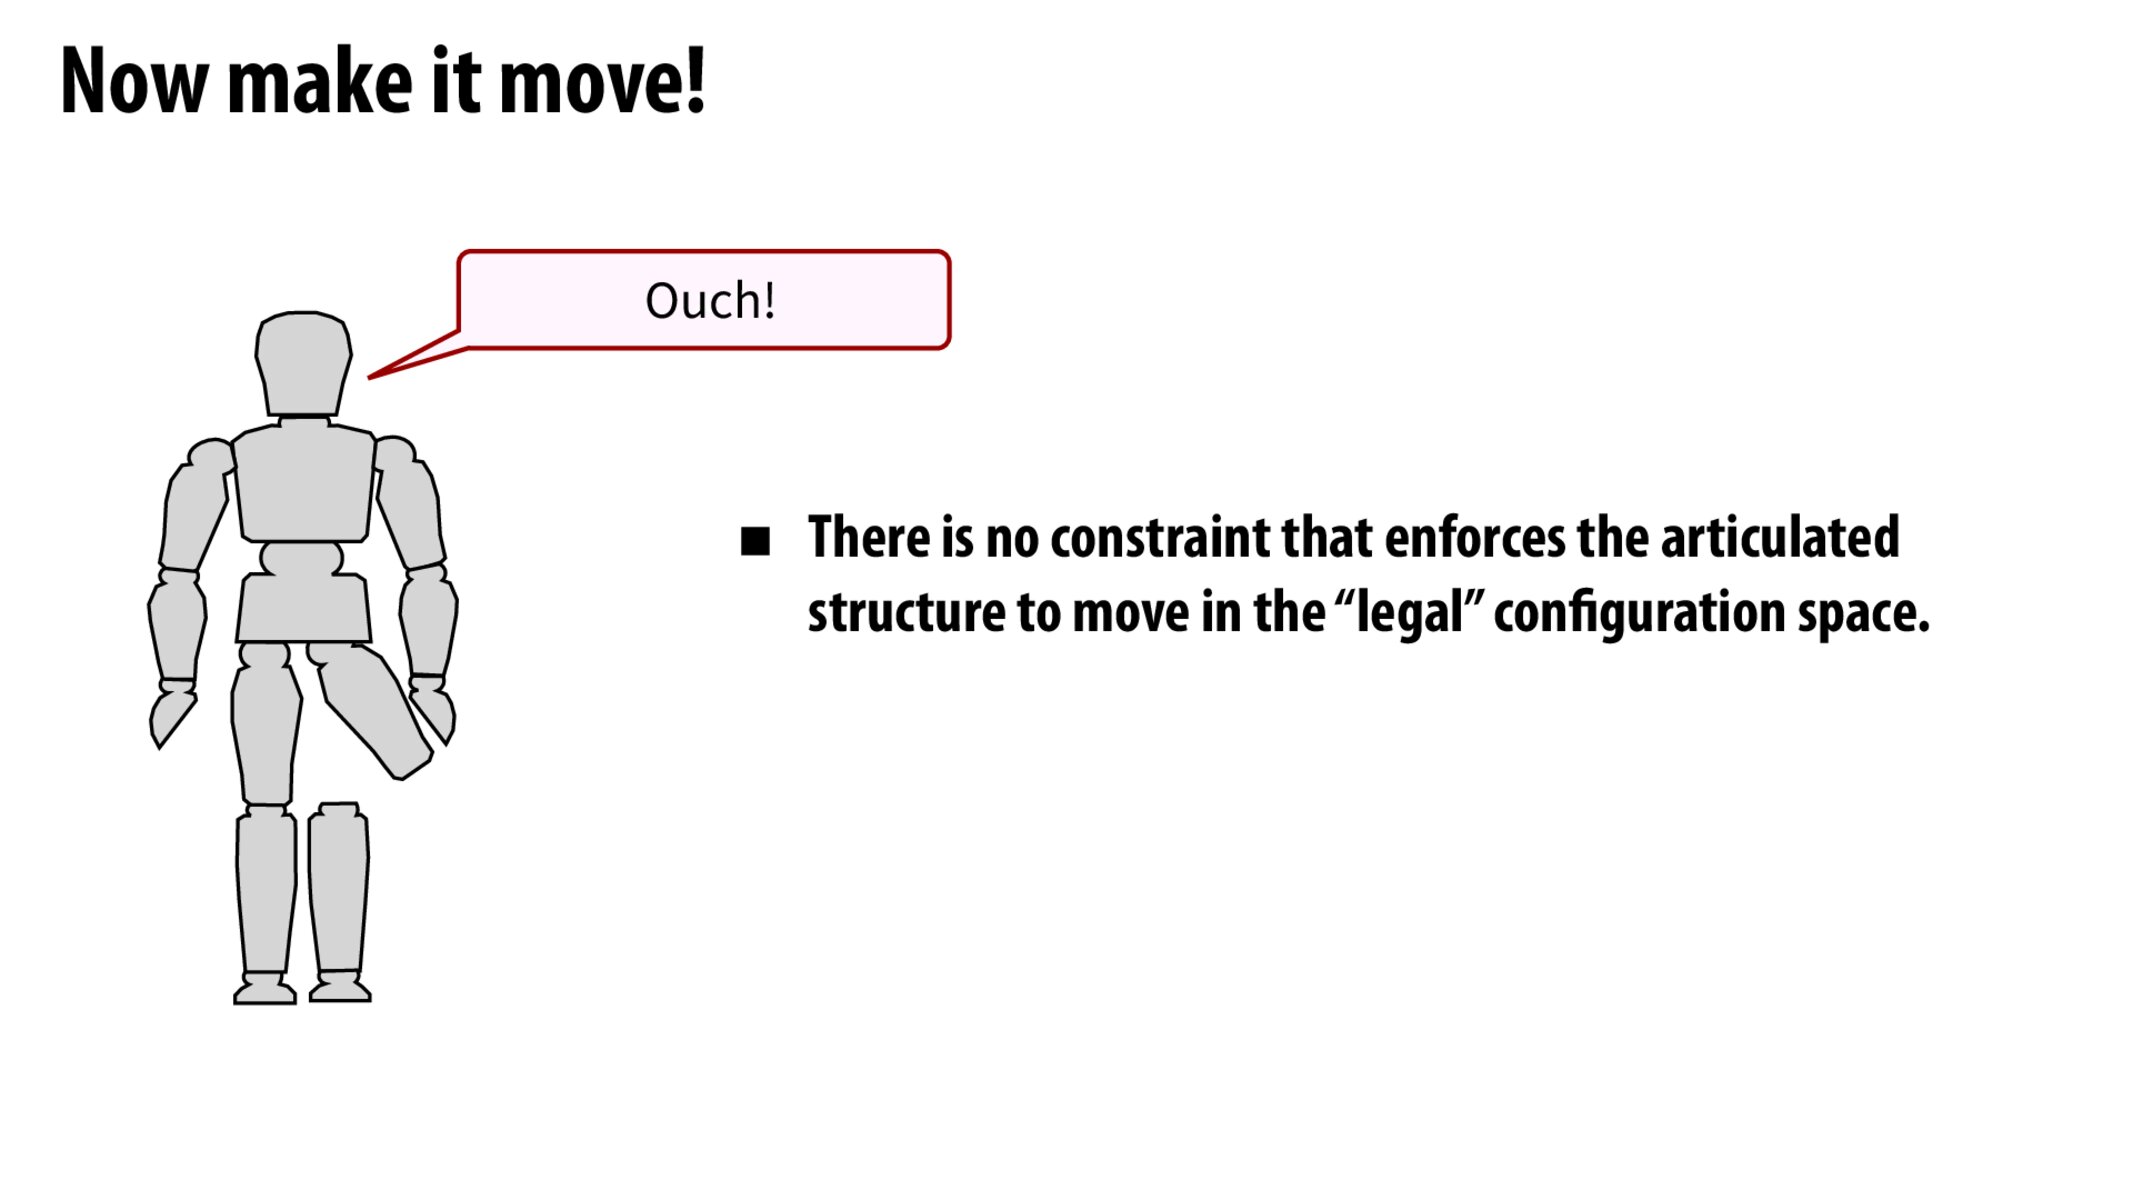 Now make it move!
Ouch!
■ There is no constraint that enforces the articulated
structure to move in the “legal” configuration space.